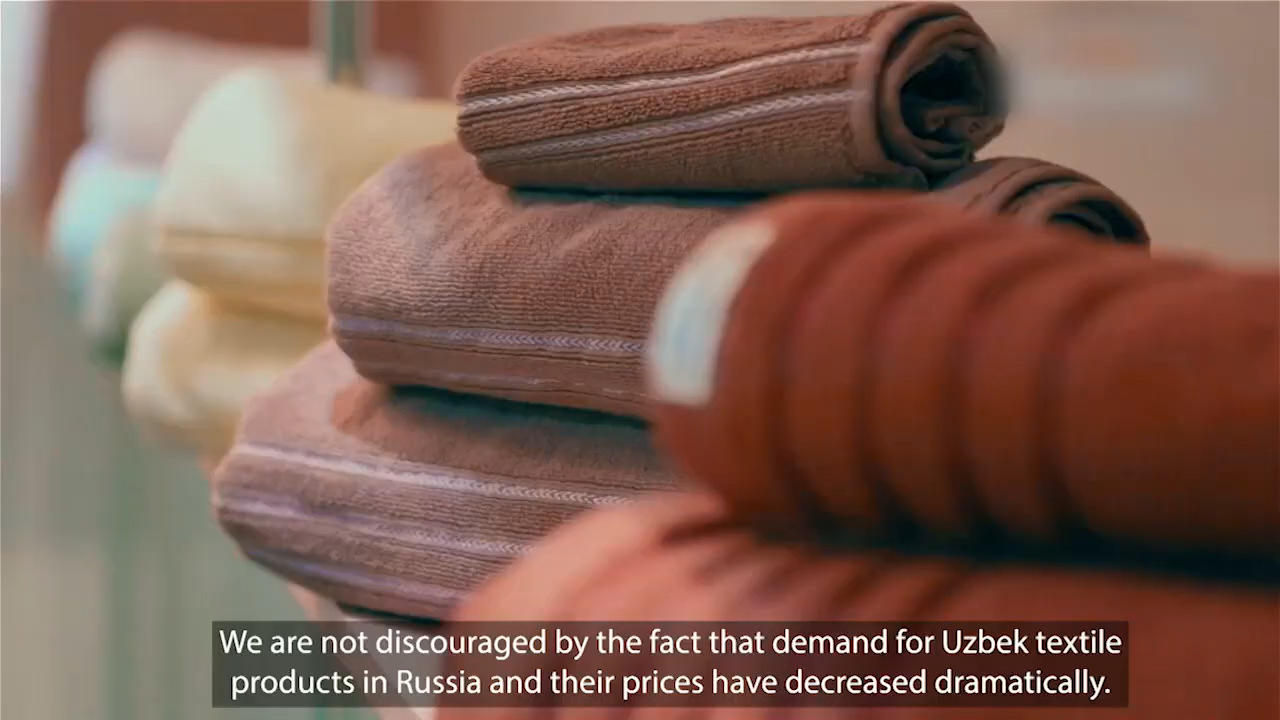 We are not discouraged by the fact that demand for Uzbek textile
products in Russia and their prices have decreased dramatically.